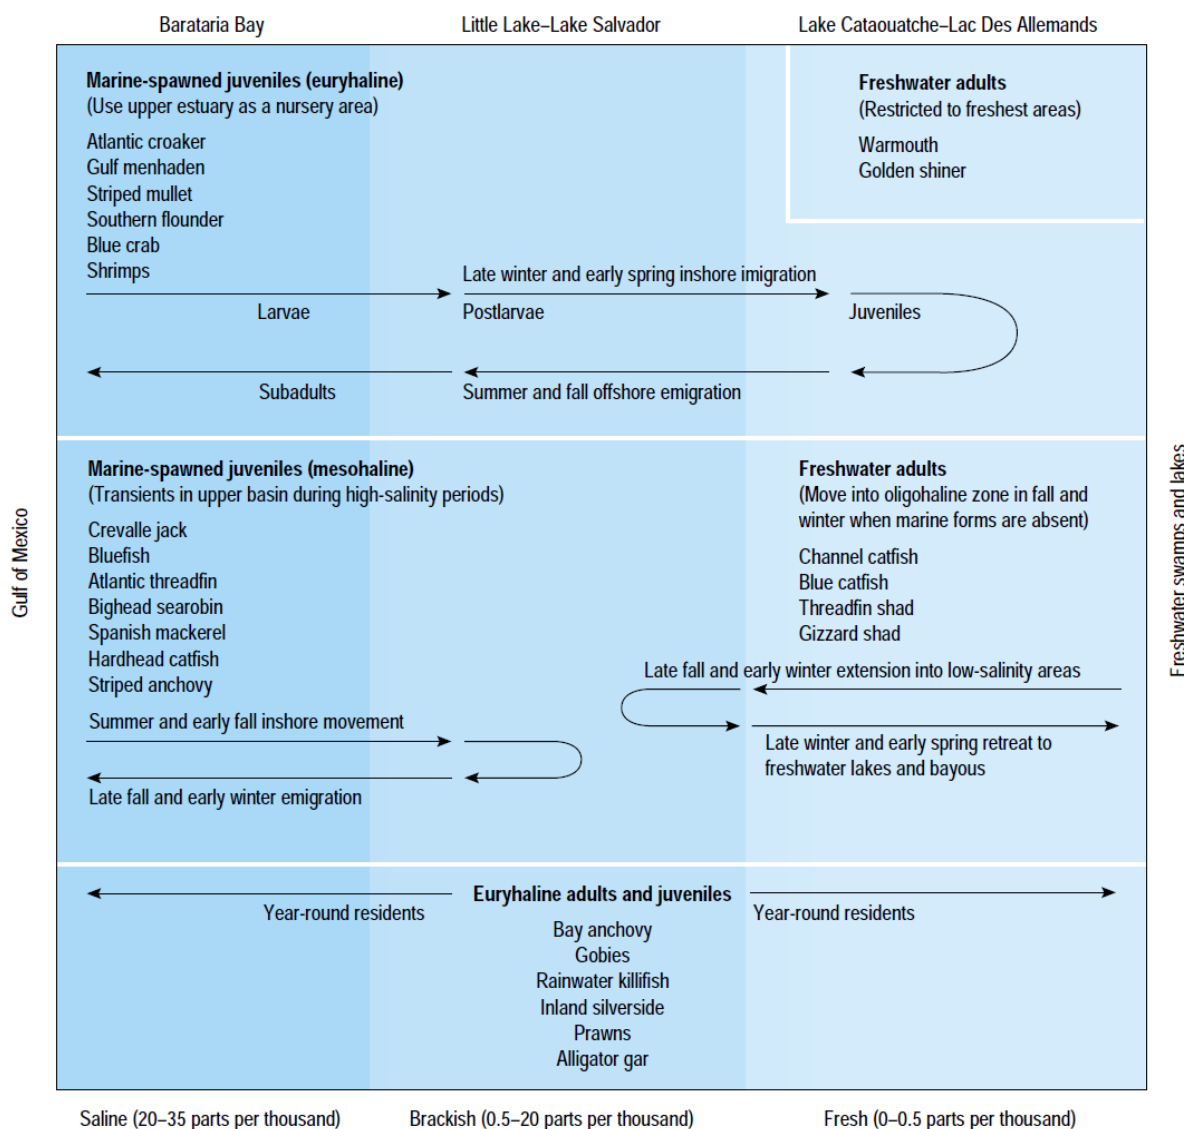 Barataria Bay
Little Lake–Lake Salvador
Lake Cataouatche–Lac Des Allemands
Marine-spawned juveniles (euryhaline)
(Use upper estuary as a nursery area)
Atlantic croaker
Gulf menhaden
Striped mullet
Southern flounder
Blue crab
Shrimps
Freshwater adults
(Restricted to freshest areas)
Warmouth
Golden shiner
Late winter and early spring inshore imigration
Larvae
Postlarvae
Juveniles
Subadults
Summer and fall offshore emigration
Marine-spawned juveniles (mesohaline)
(Transients in upper basin during high-salinity periods)
Crevalle jack
Bluefish
Atlantic threadfin
Bighead searobin
Spanish mackerel
Hardhead catfish
Striped anchovy
Summer and early fall inshore movement
Late fall and early winter emigration
Freshwater adults
(Move into oligohaline zone in fall and
winter when marine forms are absent)
Channel catfish
Blue catfish
Threadfin shad
Gizzard shad
Late fall and early winter extension into low-salinity areas
Late winter and early spring retreat to
freshwater lakes and bayous
Gulf of Mexico
Freshwater swamps and lakes
Euryhaline adults and juveniles
Year-round residents
Year-round residents
Bay anchovy
Gobies
Rainwater killifish
Inland silverside
Prawns
Alligator gar
Saline (20–35 parts per thousand)
Brackish (0.5–20 parts per thousand)
Fresh (0–0.5 parts per thousand)